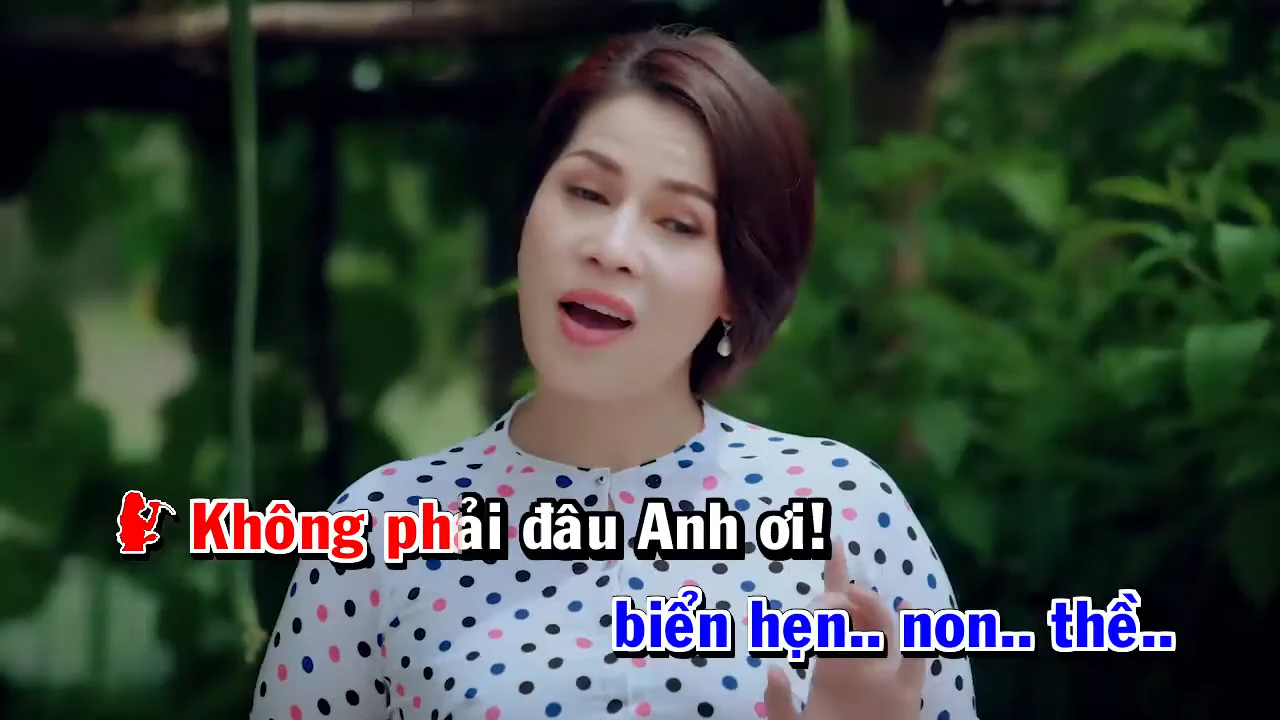 Không phải đâu Anh ơi!
biển hẹn.. non.. thề..